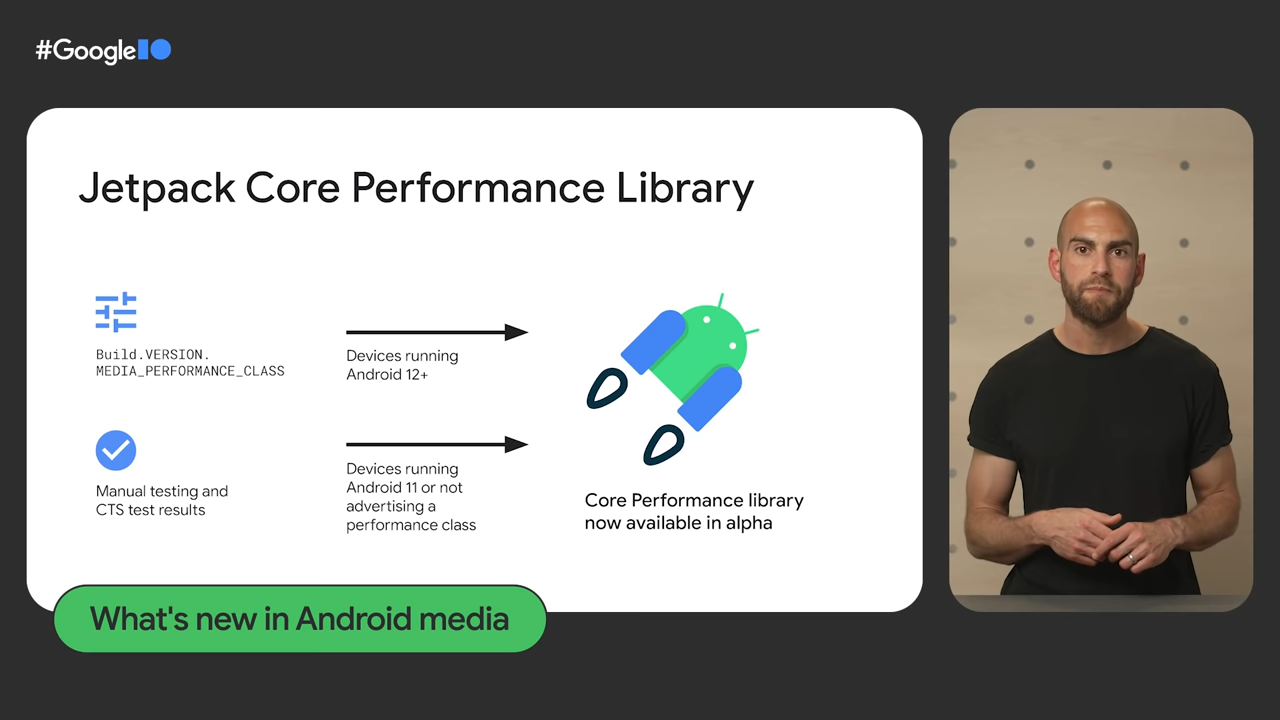 #GoogleIO
Jetpack Core Performance Library
Build.VERSION.
MEDIA_PERFORMANCE_CLASS
Devices running
Android 12+
Manual testing and
CTS test results
Devices running
Android 11 or not
advertising a
performance class
Core Performance library
now available in alpha
What's new in Android media